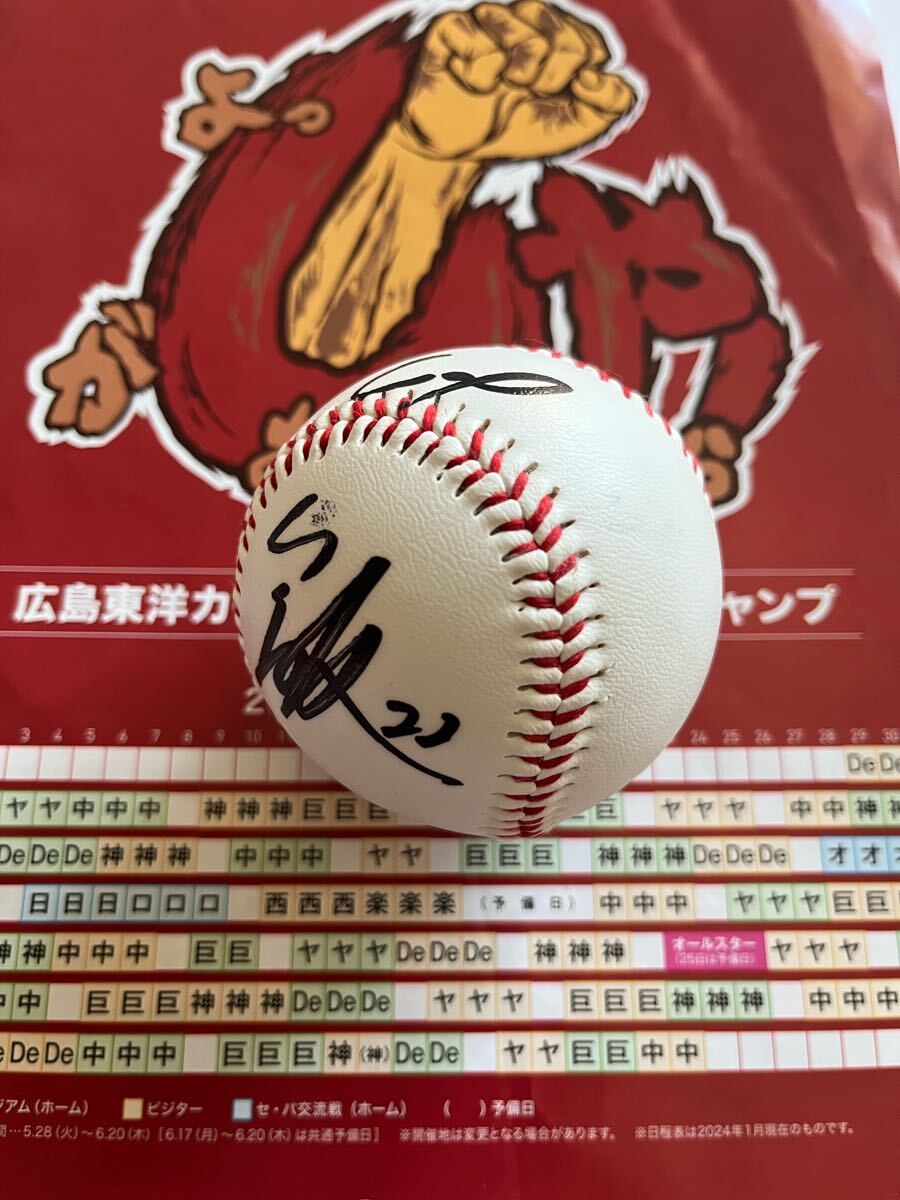 が
広島東洋カ ャンプ
2
3 4 5 6 7 8 9 10 24 25 26 27 28 29 30
De De
ヤ ヤ 中 中 中 神 神 神 巨 巨 巨 巨 ヤ ヤ ヤ 中 中 神 神
De De De 神 神 神 中 中 中 ヤ ヤ 巨 巨 巨 神 神 神 De De De オ オ オ
日 日 日 ロ ロ ロ 西 西 西 楽 楽 楽 (予備日) 中 中 中 ヤ ヤ ヤ 巨 巨 巨
神 神 中 中 中 巨 巨 ヤ ヤ ヤ De De De 神 神 神 オールスター (25日は予備日) ヤ ヤ ヤ
中 中 巨 巨 巨 神 神 神 De De De ヤ ヤ ヤ 巨 巨 巨 神 神 神 中 中 中
De De 中 中 中 巨 巨 巨 神 (神) De De ヤ ヤ 巨 巨 中 中
ジアム(ホーム) ビジター セ・パ交流戦(ホーム) ( )予備日
間…5.28(火)〜6.20(木)[6.17(月)〜6.20(木)は共通予備日] ※開催地は変更となる場合があります。 ※日程表は2024年1月現在のものです。